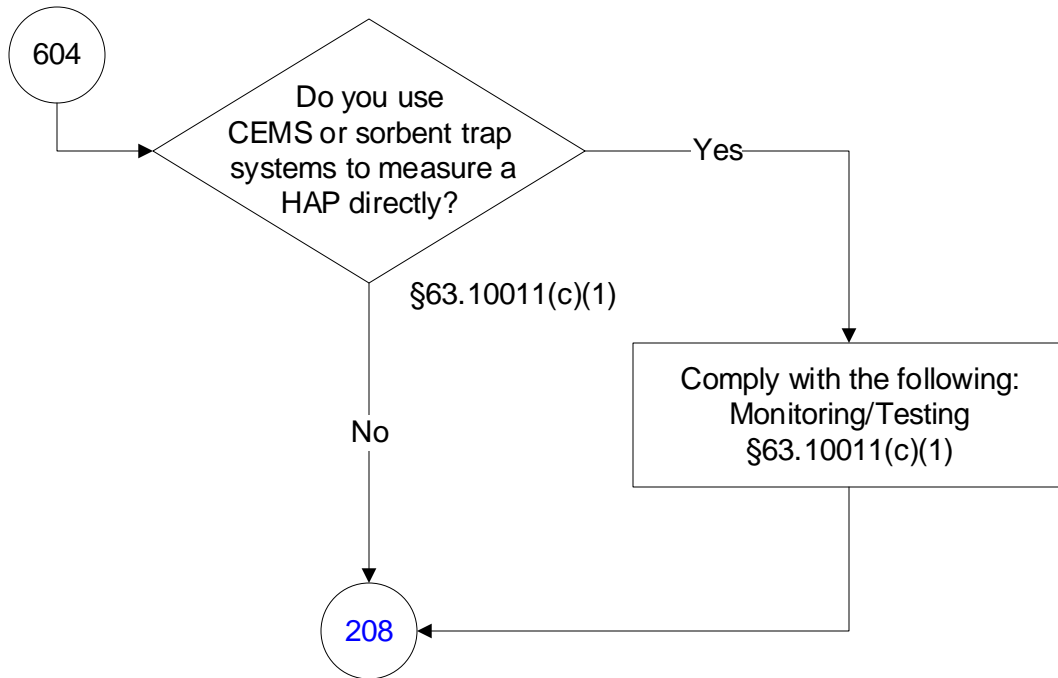 604
Do you use
CEMS or sorbent trap
systems to measure a
HAP directly?
Yes
§63.10011(c)(1)
Comply with the following:
Monitoring/Testing
§63.10011(c)(1)
No
208